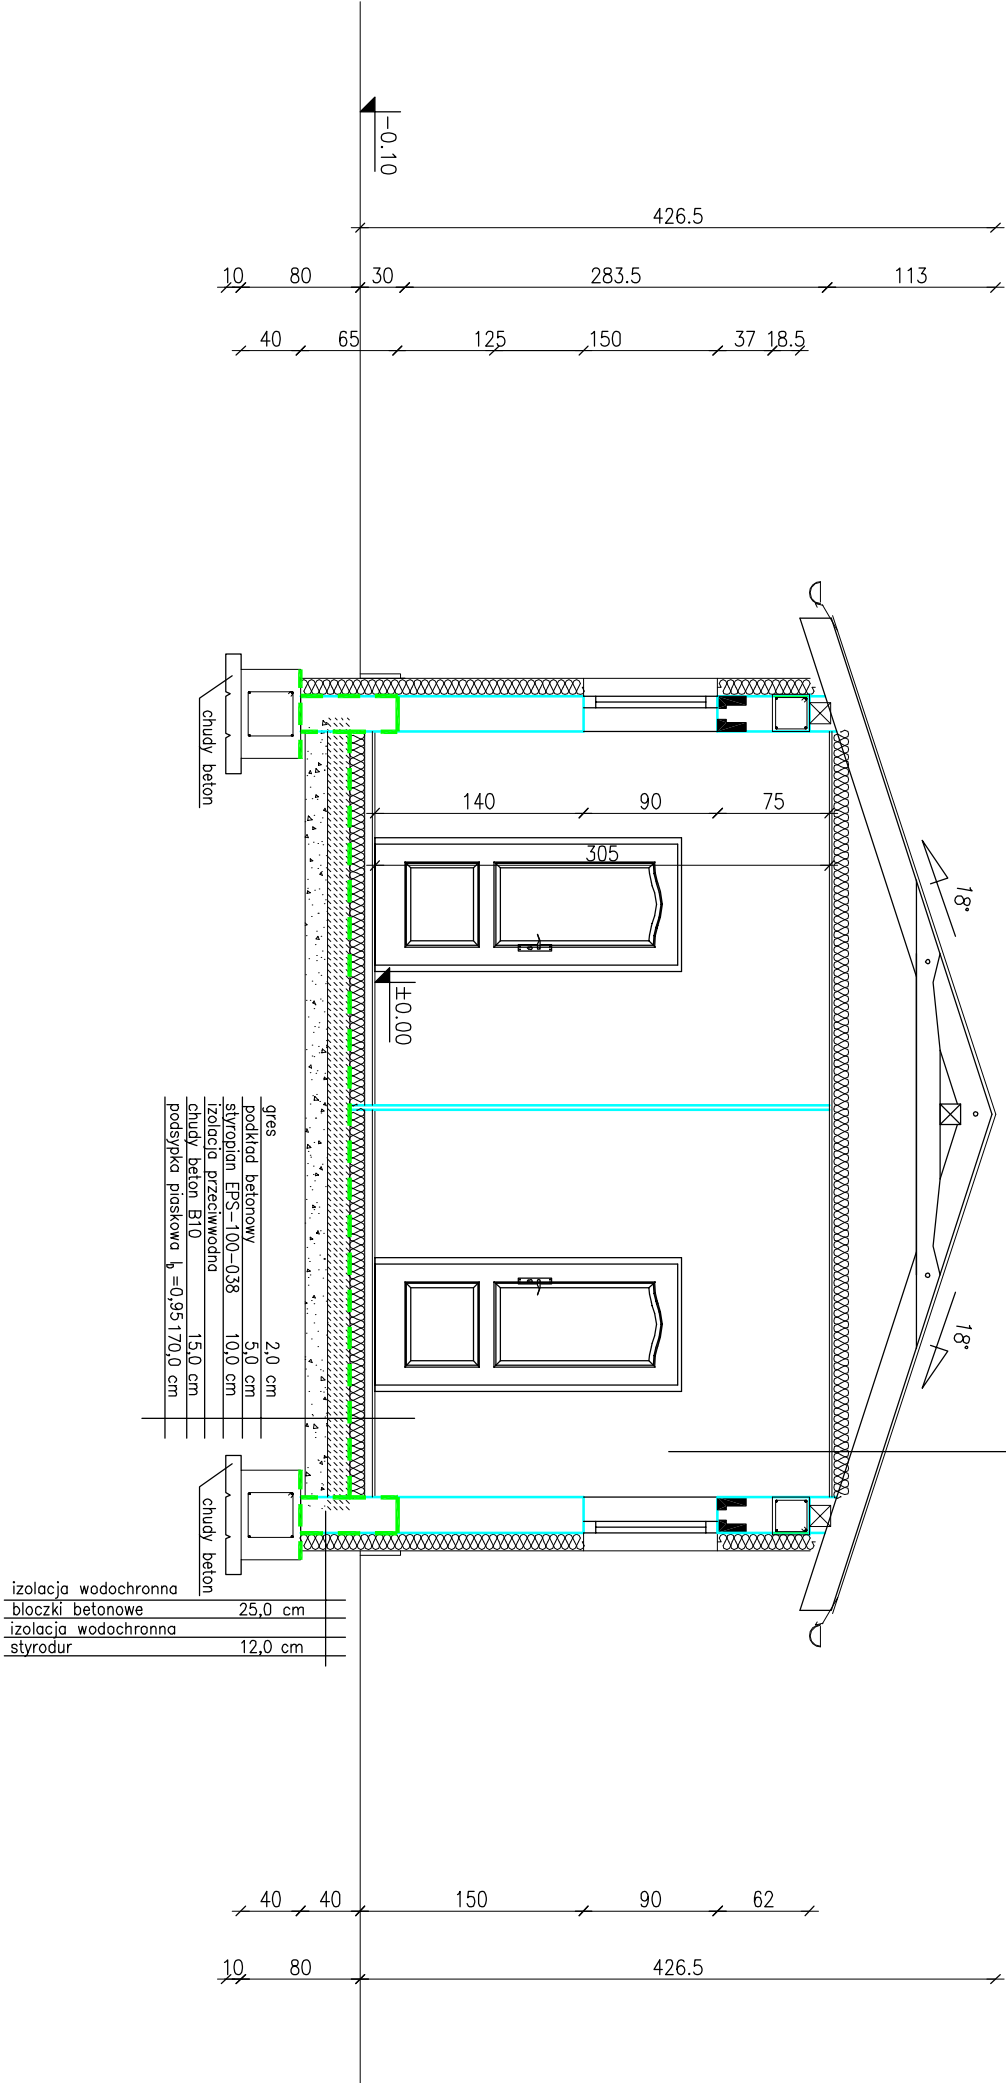 -0.10
426.5
10 80 30 283.5 113
40 65 125 150 37 18.5
chudy beton
140 90 75
305
18°
±0.00
gres 2,0 cm
podkład betonowy 5,0 cm
styropian EPS-100-038 10,0 cm
izolacja przeciwwodna
chudy beton B10 15,0 cm
podsypka piaskowa I =0,95 170,0 cm
18°
chudy beton
izolacja wodochronna
bloczki betonowe 25,0 cm
izolacja wodochronna
styrodur 12,0 cm
40 40 150 90 62
10 80 426.5